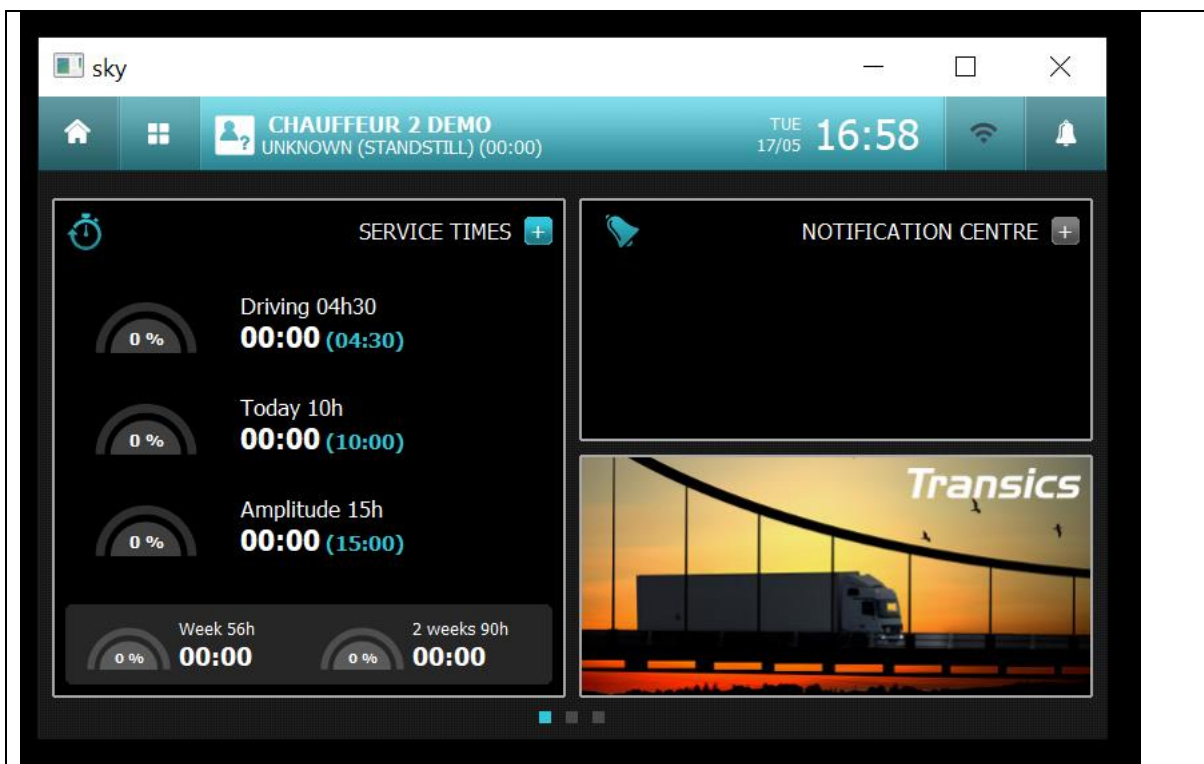 sky
CHAUFFEUR 2 DEMO
UNKNOWN (STANDSTILL) (00:00)
TUE
17/05
16:58
SERVICE TIMES +
0 %
Driving 04h30
00:00 (04:30)
0 %
Today 10h
00:00 (10:00)
0 %
Amplitude 15h
00:00 (15:00)
0 %
Week 56h
00:00
0 %
2 weeks 90h
00:00
NOTIFICATION CENTRE +
Transics